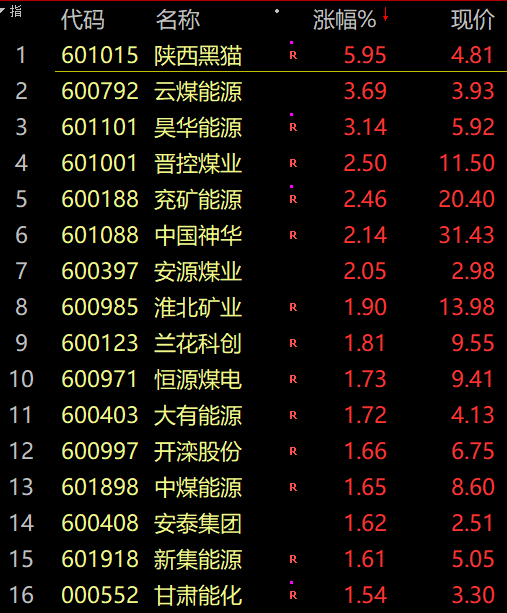 指
代码 名称 涨幅% ↓ 现价
1 601015 陕西黑猫 R 5.95 4.81
2 600792 云煤能源 3.69 3.93
3 601101 昊华能源 R 3.14 5.92
4 601001 晋控煤业 R 2.50 11.50
5 600188 兖矿能源 R 2.46 20.40
6 601088 中国神华 R 2.14 31.43
7 600397 安源煤业 2.05 2.98
8 600985 淮北矿业 R 1.90 13.98
9 600123 兰花科创 R 1.81 9.55
10 600971 恒源煤电 R 1.73 9.41
11 600403 大有能源 R 1.72 4.13
12 600997 开滦股份 R 1.66 6.75
13 601898 中煤能源 R 1.65 8.60
14 600408 安泰集团 1.62 2.51
15 601918 新集能源 R 1.61 5.05
16 000552 甘肃能化 R 1.54 3.30